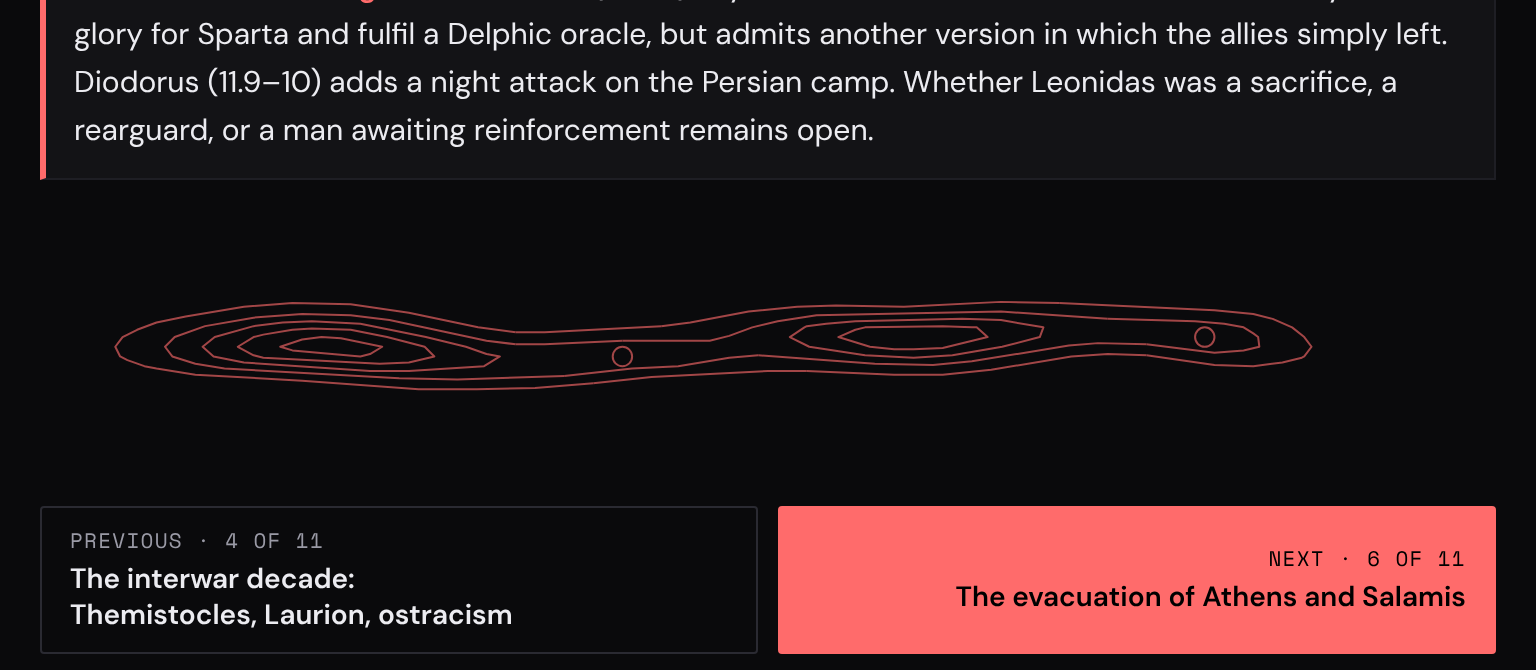 glory for Sparta and fulfil a Delphic oracle, but admits another version in which the allies simply left.
Diodorus (11.9–10) adds a night attack on the Persian camp. Whether Leonidas was a sacrifice, a
rearguard, or a man awaiting reinforcement remains open.
PREVIOUS · 4 OF 11
The interwar decade:
Themistocles, Laurion, ostracism
NEXT · 6 OF 11
The evacuation of Athens and Salamis